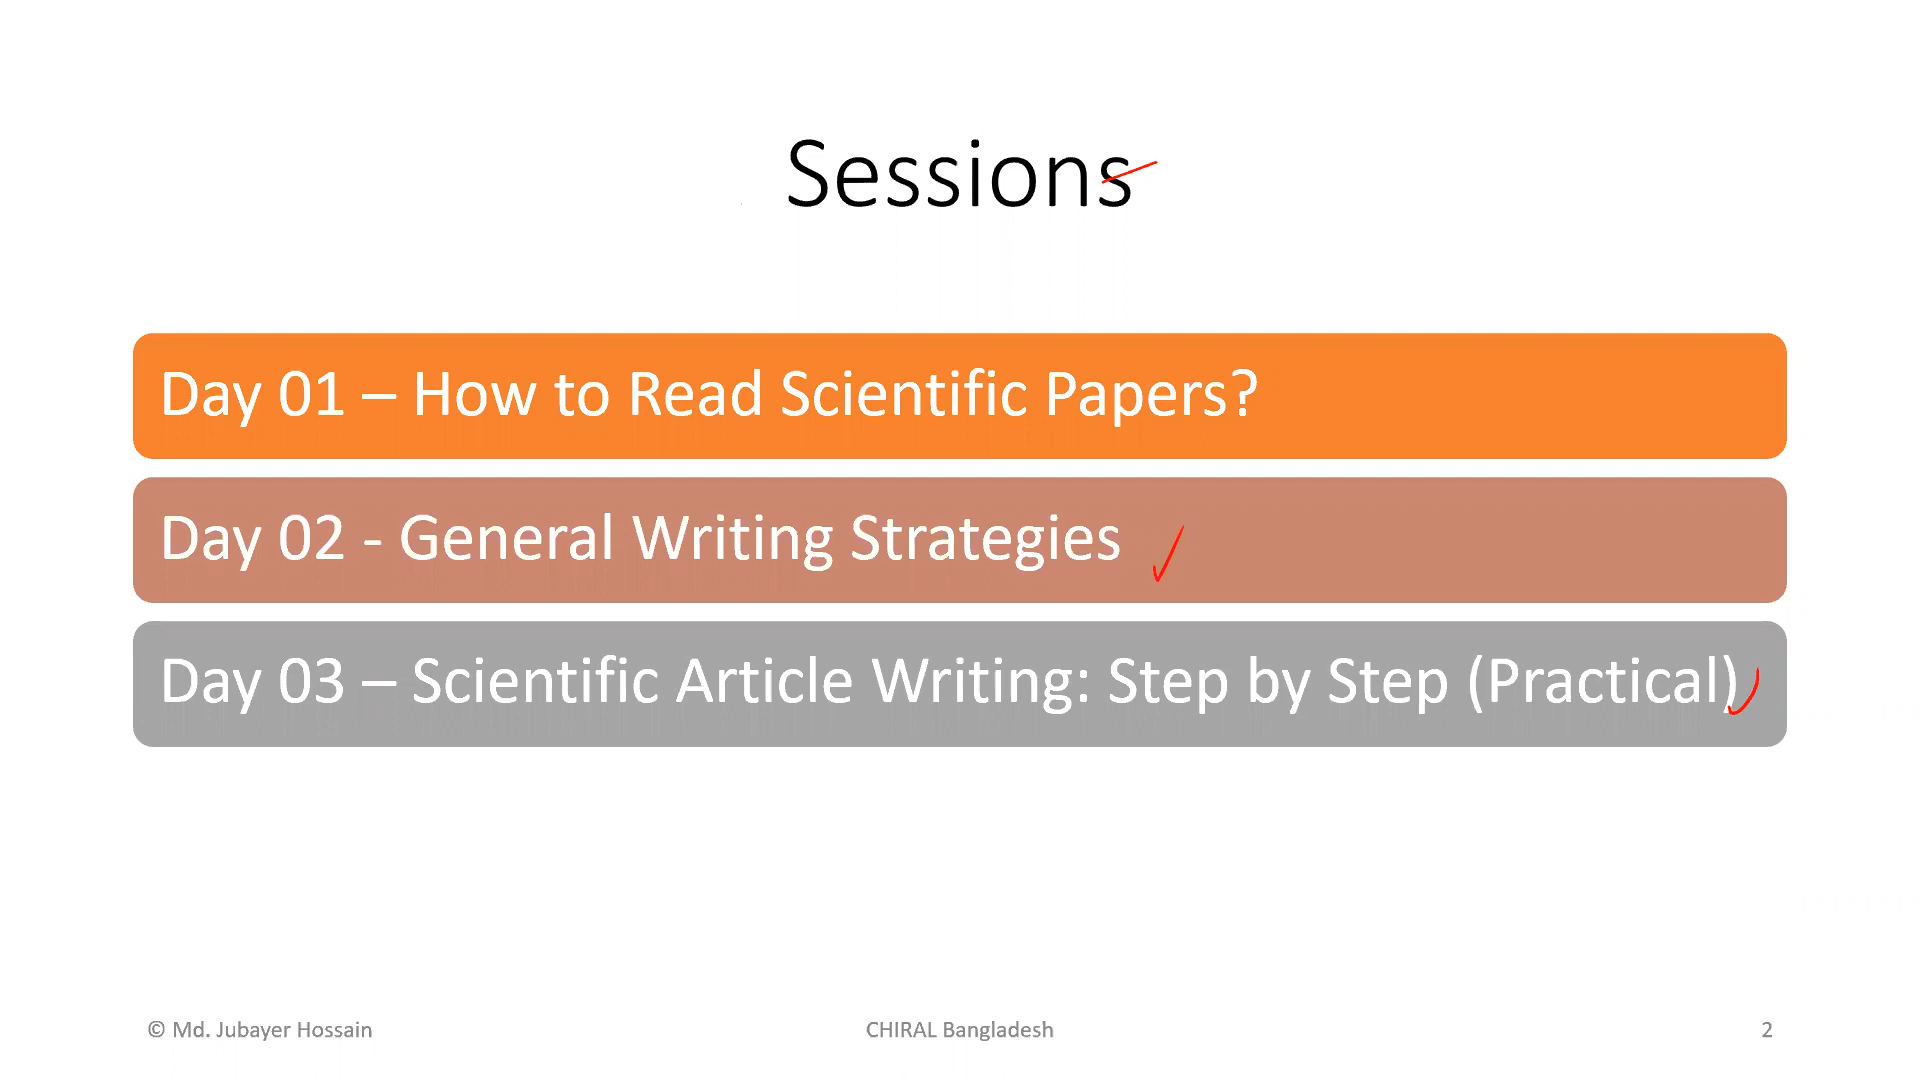 Sessions
Day 01 – How to Read Scientific Papers?
Day 02 - General Writing Strategies
Day 03 – Scientific Article Writing: Step by Step (Practical)
© Md. Jubayer Hossain
CHIRAL Bangladesh
2